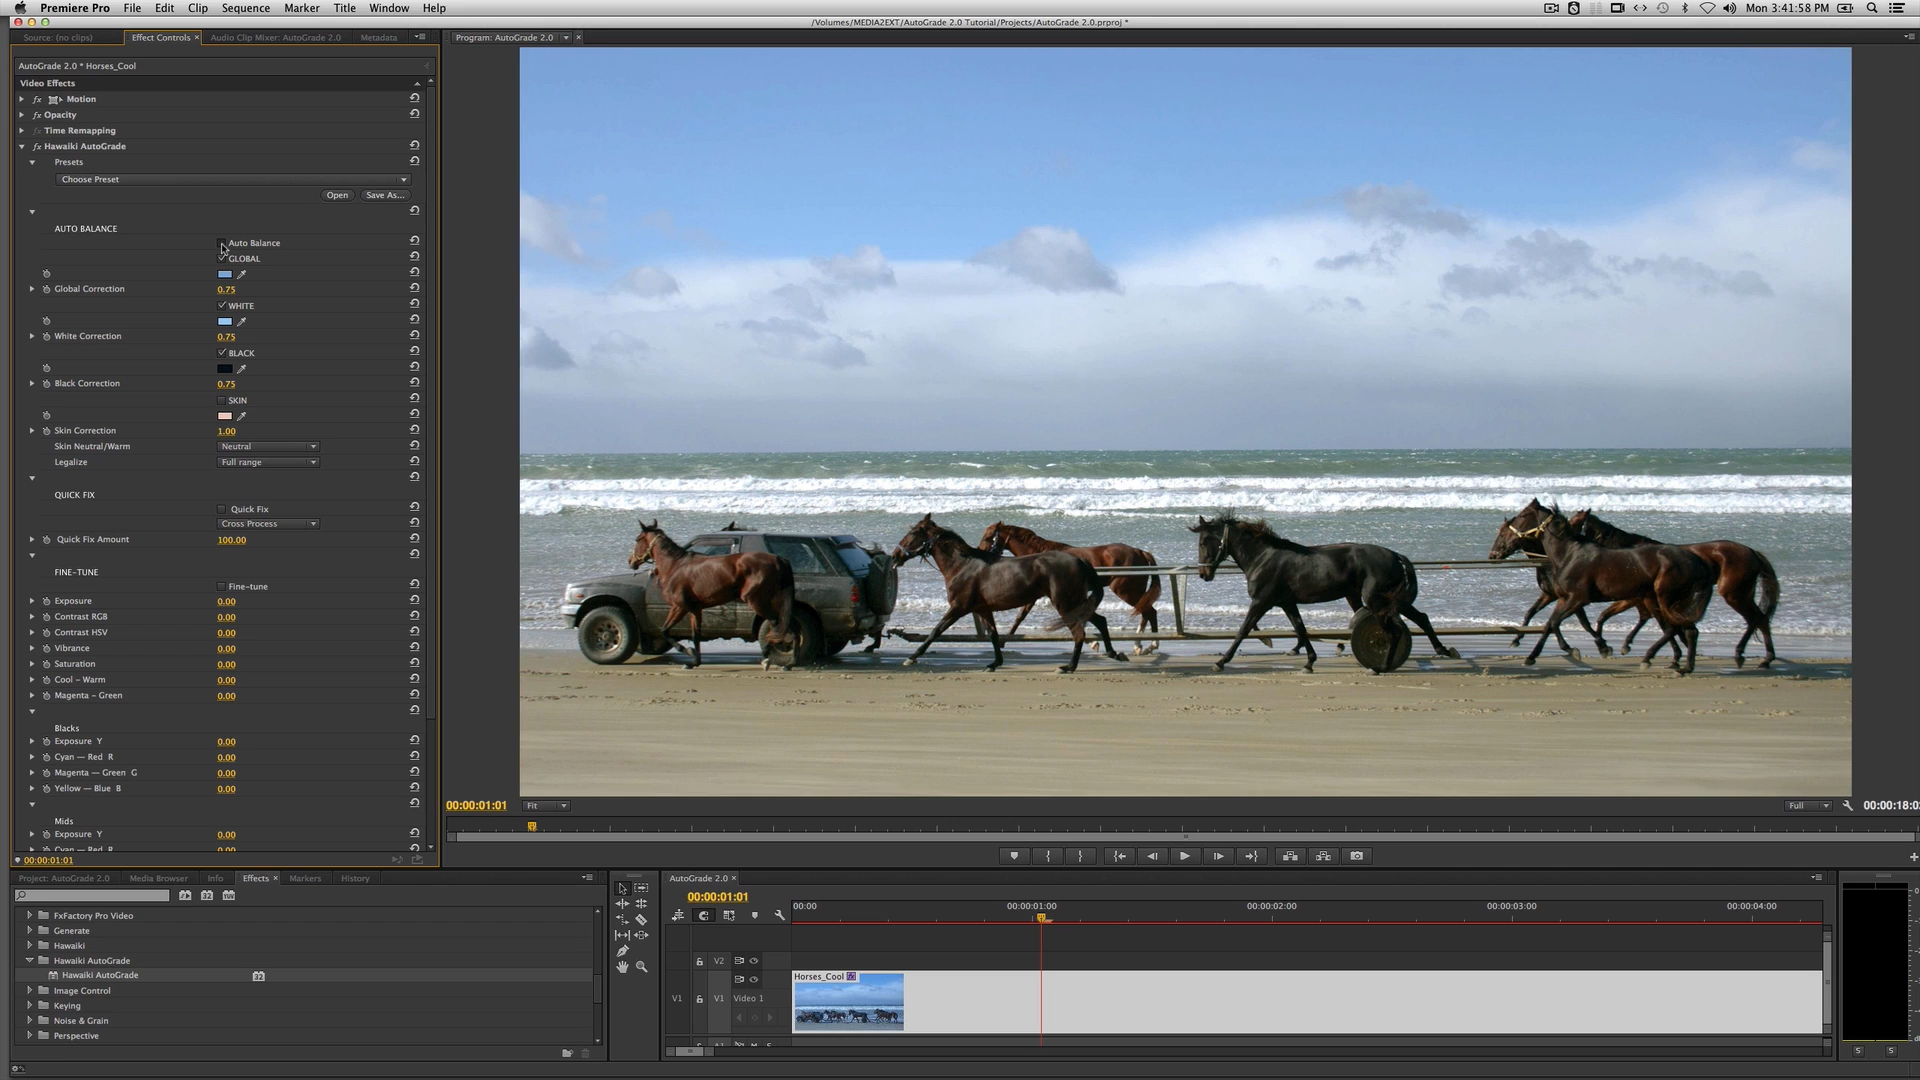 Premiere Pro File Edit Clip Sequence Marker Title Window Help Mon 3:41:58 PM
/Volumes/MEDIA2EXT/AutoGrade 2.0 Tutorial/Projects/AutoGrade 2.0.prproj *
Source: (no clips) Effect Controls × Audio Clip Mixer: AutoGrade 2.0 Metadata
Program: AutoGrade 2.0 ×
AutoGrade 2.0 * Horses_Cool
Video Effects
fx Motion
fx Opacity
fx Time Remapping
fx Hawaiki AutoGrade
Presets
Choose Preset
Open Save As...
AUTO BALANCE
Auto Balance
GLOBAL
Global Correction 0.75
WHITE
White Correction 0.75
BLACK
Black Correction 0.75
SKIN
Skin Correction 1.00
Skin Neutral/Warm Neutral
Legalize Full range
QUICK FIX
Quick Fix
Cross Process
Quick Fix Amount 100.00
FINE-TUNE
Fine-tune
Exposure 0.00
Contrast RGB 0.00
Contrast HSV 0.00
Vibrance 0.00
Saturation 0.00
Cool - Warm 0.00
Magenta - Green 0.00
Blacks
Exposure Y 0.00
Cyan — Red R 0.00
Magenta — Green G 0.00
Yellow — Blue B 0.00
Mids
Exposure Y 0.00
Cyan — Red R 0.00
00:00:01:01
00:00:01:01 Fit Full 00:00:18:0
Project: AutoGrade 2.0 Media Browser Info Effects × Markers History
FxFactory Pro Video
Generate
Hawaiki
Hawaiki AutoGrade
Hawaiki AutoGrade 32
Image Control
Keying
Noise & Grain
Perspective
AutoGrade 2.0 ×
00:00:01:01
00:00 00:00:01:00 00:00:02:00 00:00:03:00 00:00:04:00
V2
Horses_Cool
V1 V1 Video 1
A1 M S
S S